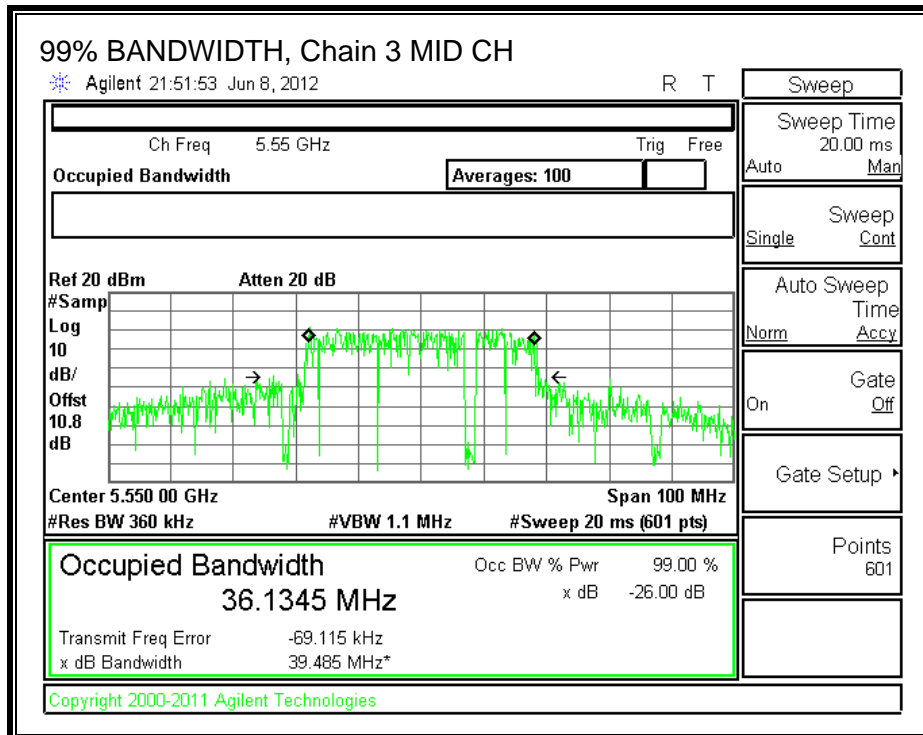 99% BANDWIDTH, Chain 3 MID CH
Agilent 21:51:53 Jun 8, 2012 R T
Ch Freq 5.55 GHz Trig Free
Occupied Bandwidth Averages: 100
Ref 20 dBm Atten 20 dB
#Samp
Log
10
dB/
Offst
10.8
dB
Center 5.550 00 GHz Span 100 MHz
#Res BW 360 kHz #VBW 1.1 MHz #Sweep 20 ms (601 pts)
Occupied Bandwidth Occ BW % Pwr 99.00 %
36.1345 MHz x dB -26.00 dB
Transmit Freq Error -69.115 kHz
x dB Bandwidth 39.485 MHz*
Copyright 2000-2011 Agilent Technologies
Sweep
Sweep Time
20.00 ms
Auto Man
Sweep
Single Cont
Auto Sweep
Time
Norm Accy
Gate
On Off
Gate Setup
Points
601